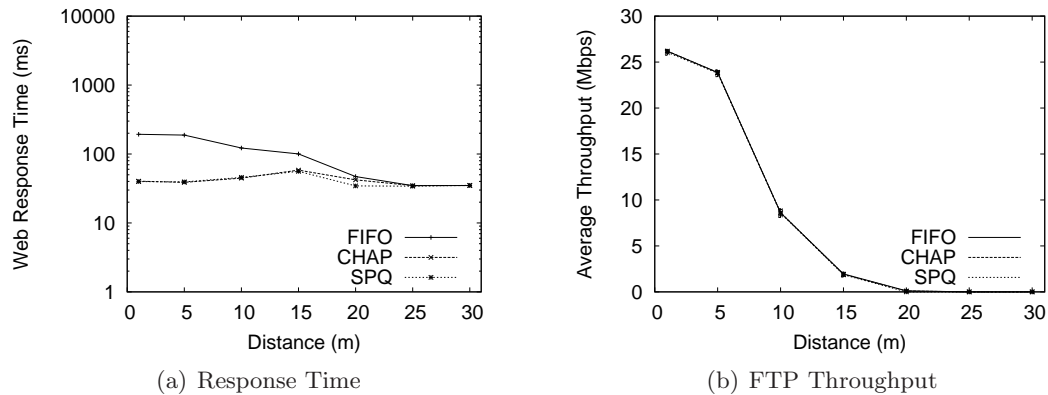 Web Response Time (ms)
10000
1000
100
10
1
FIFO
CHAP
SPQ
0 5 10 15 20 25 30
Distance (m)
(a) Response Time
Average Throughput (Mbps)
30
25
20
15
10
5
0
FIFO
CHAP
SPQ
0 5 10 15 20 25 30
Distance (m)
(b) FTP Throughput